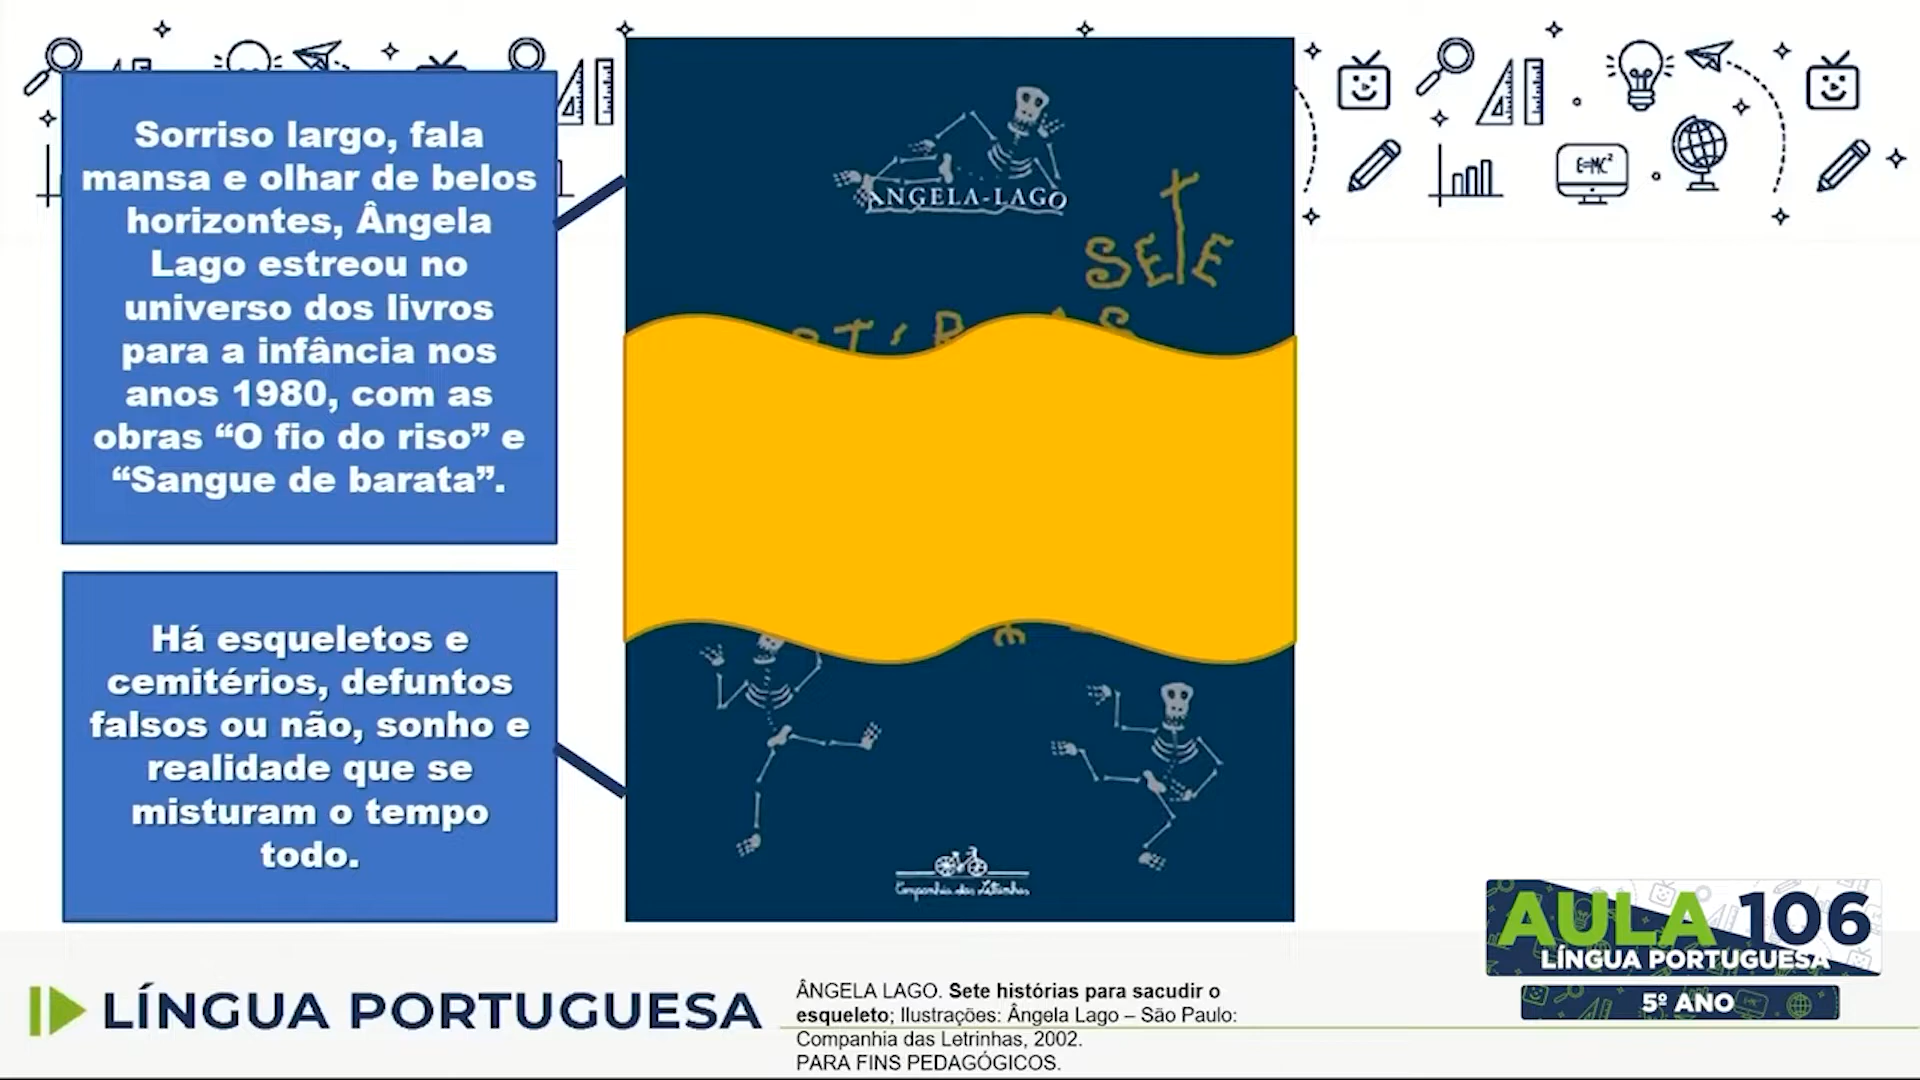 Sorriso largo, fala
mansa e olhar de belos
horizontes, Ângela
Lago estreou no
universo dos livros
para a infância nos
anos 1980, com as
obras “O fio do riso” e
“Sangue de barata”.
Há esqueletos e
cemitérios, defuntos
falsos ou não, sonho e
realidade que se
misturam o tempo
todo.
ANGELA-LAGO
SETE
Companhia das Letrinhas
E=MC²
AULA 106
LÍNGUA PORTUGUESA
5º ANO
LÍNGUA PORTUGUESA
ÂNGELA LAGO. Sete histórias para sacudir o
esqueleto; Ilustrações: Ângela Lago – São Paulo:
Companhia das Letrinhas, 2002.
PARA FINS PEDAGÓGICOS.